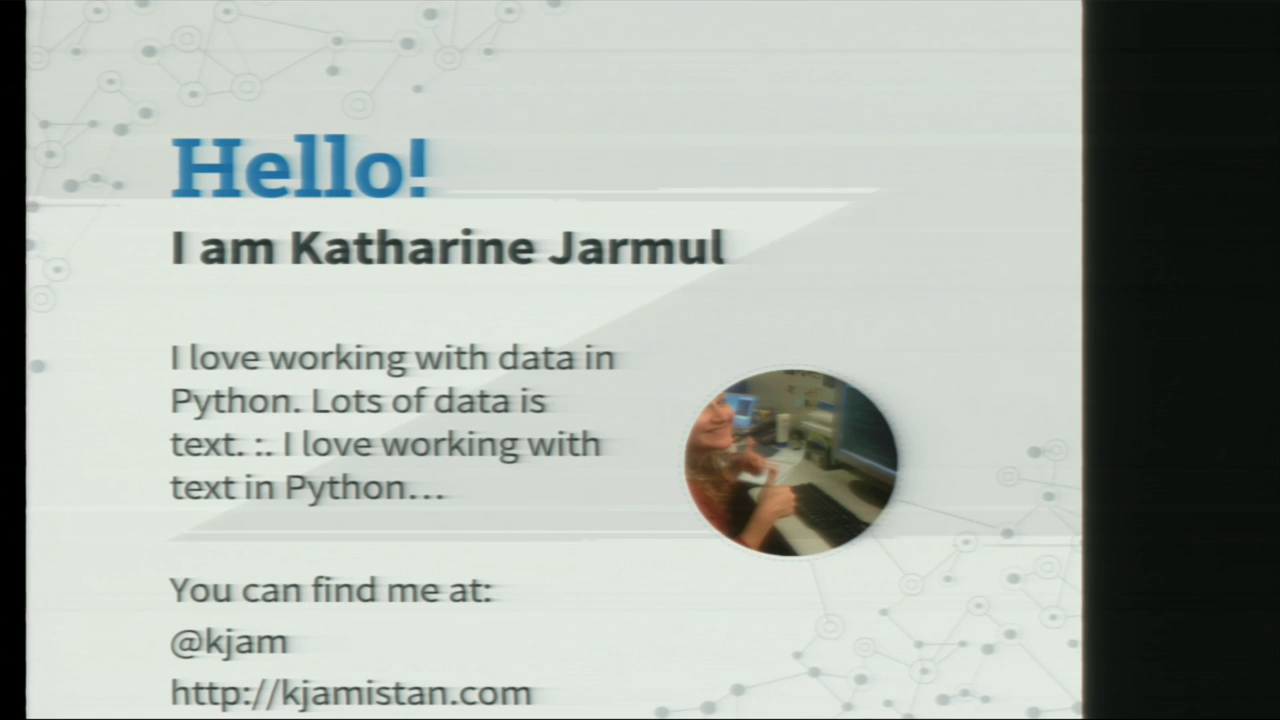 Hello!
I am Katharine Jarmul
I love working with data in
Python. Lots of data is
text. :. I love working with
text in Python…
You can find me at:
@kjam
http://kjamistan.com